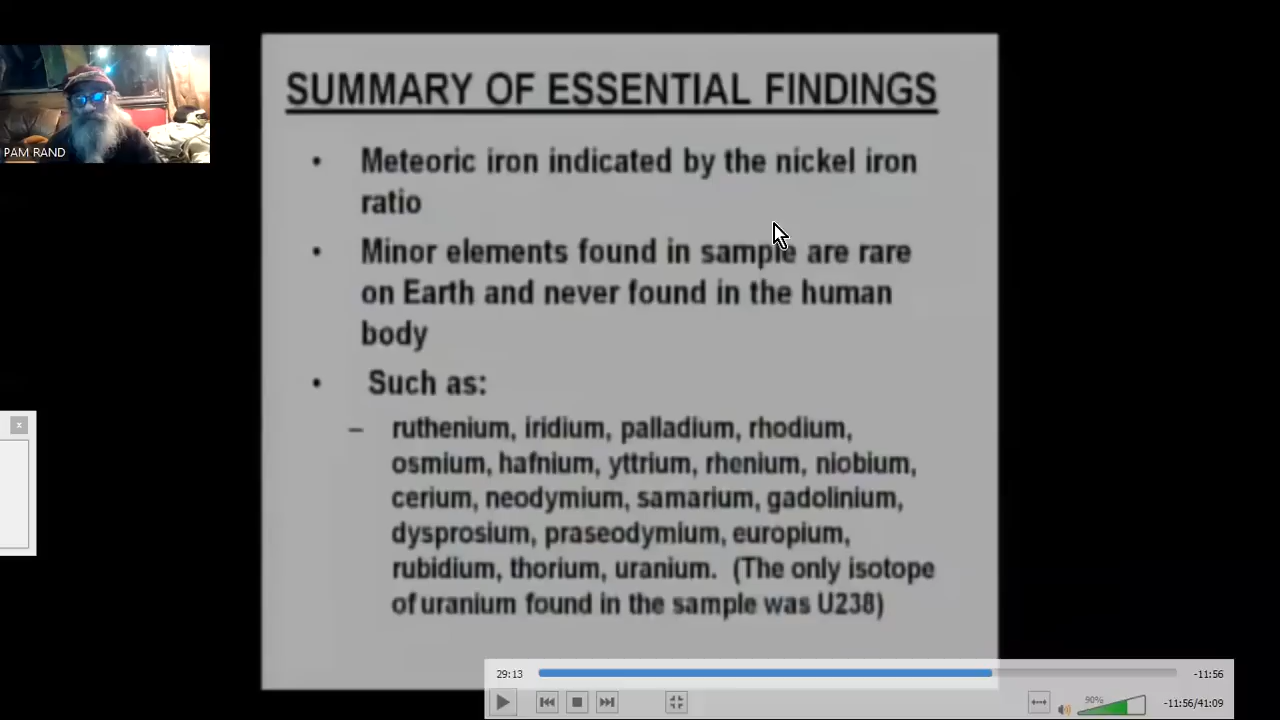 PAM RAND
SUMMARY OF ESSENTIAL FINDINGS
• Meteoric iron indicated by the nickel iron
ratio
• Minor elements found in sample are rare
on Earth and never found in the human
body
• Such as:
– ruthenium, iridium, palladium, rhodium,
osmium, hafnium, yttrium, rhenium, niobium,
cerium, neodymium, samarium, gadolinium,
dysprosium, praseodymium, europium,
rubidium, thorium, uranium. (The only isotope
of uranium found in the sample was U238)
29:13
-11:56
90%
-11:56/41:09